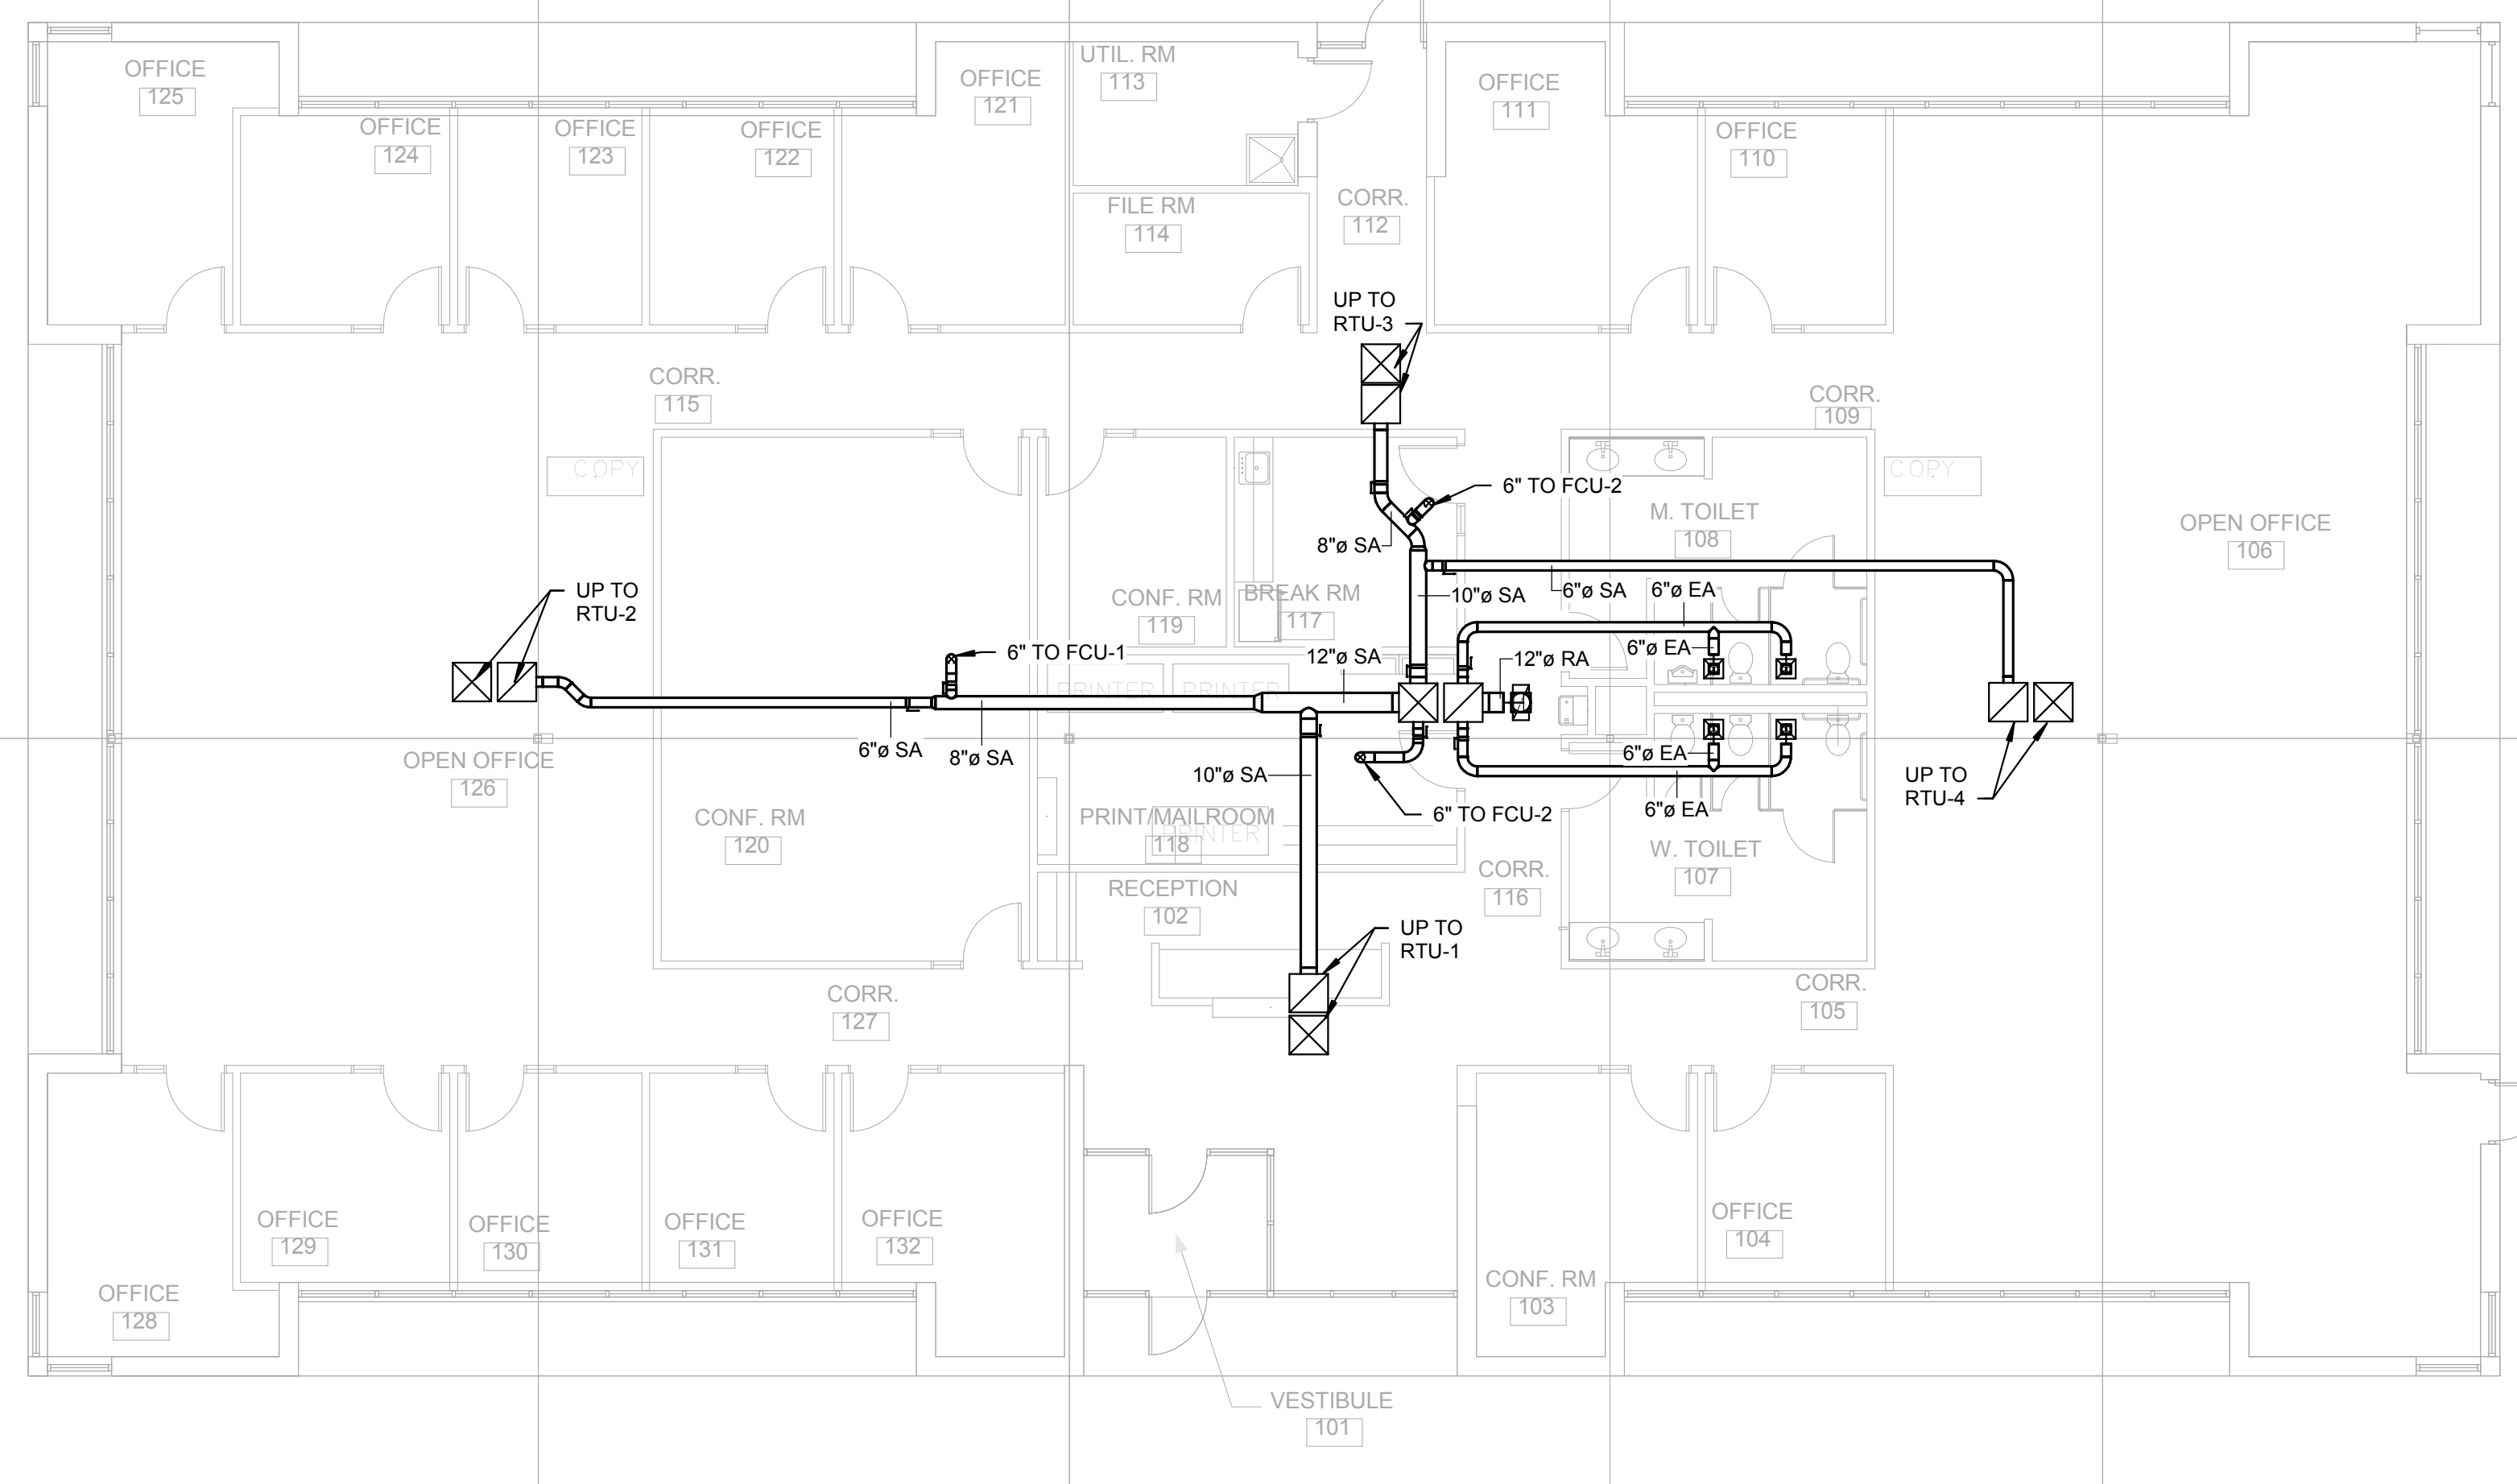 OFFICE
125
OFFICE
124
OFFICE
123
OFFICE
122
OFFICE
121
UTIL. RM
113
FILE RM
114
CORR.
112
OFFICE
111
OFFICE
110
UP TO
RTU-3
CORR.
115
CORR.
109
COPY
COPY
6" TO FCU-2
M. TOILET
108
OPEN OFFICE
106
8"ø SA
UP TO
RTU-2
CONF. RM
119
BREAK RM
117
10"ø SA
6"ø SA
6"ø EA
6" TO FCU-1
12"ø SA
12"ø RA
6"ø EA
PRINTER
PRINTER
6"ø SA
8"ø SA
10"ø SA
6"ø EA
OPEN OFFICE
126
UP TO
RTU-4
CONF. RM
120
PRINT/MAILROOM
118
PRINTER
6" TO FCU-2
6"ø EA
W. TOILET
107
RECEPTION
102
CORR.
116
UP TO
RTU-1
CORR.
127
CORR.
105
OFFICE
129
OFFICE
130
OFFICE
131
OFFICE
132
OFFICE
104
OFFICE
128
CONF. RM
103
VESTIBULE
101